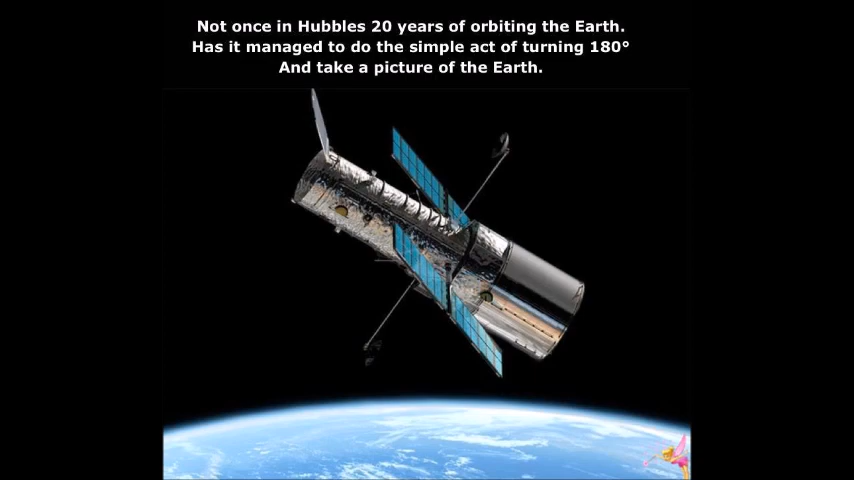 Not once in Hubbles 20 years of orbiting the Earth.
Has it managed to do the simple act of turning 180°
And take a picture of the Earth.